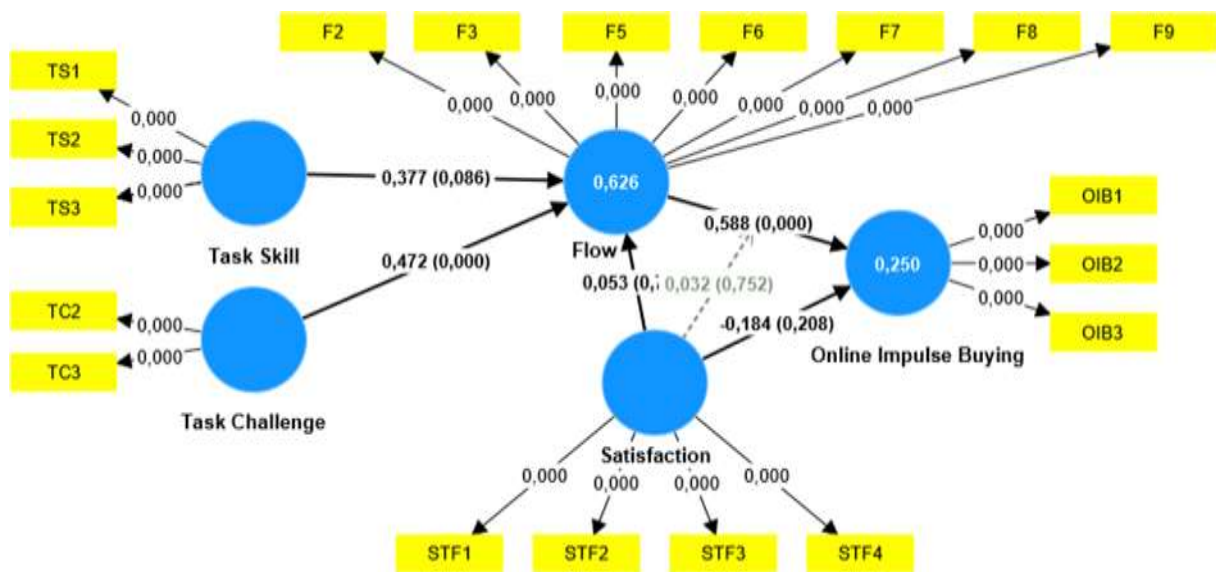 F2
F3
F5
F6
F7
F8
F9
TS1
TS2
TS3
0,000
0,000
0,000
0,000
0,000
0,000
0,000
0,000
0,000
0,000
0,377 (0,086)
0,626
Task Skill
Flow
0,588 (0,000)
OIB1
OIB2
OIB3
0,000
0,000
0,000
0,250
0,472 (0,000)
0,053
0,032 (0,752)
-0,184 (0,208)
Online Impulse Buying
TC2
TC3
0,000
0,000
Task Challenge
Satisfaction
0,000
0,000
0,000
0,000
STF1
STF2
STF3
STF4